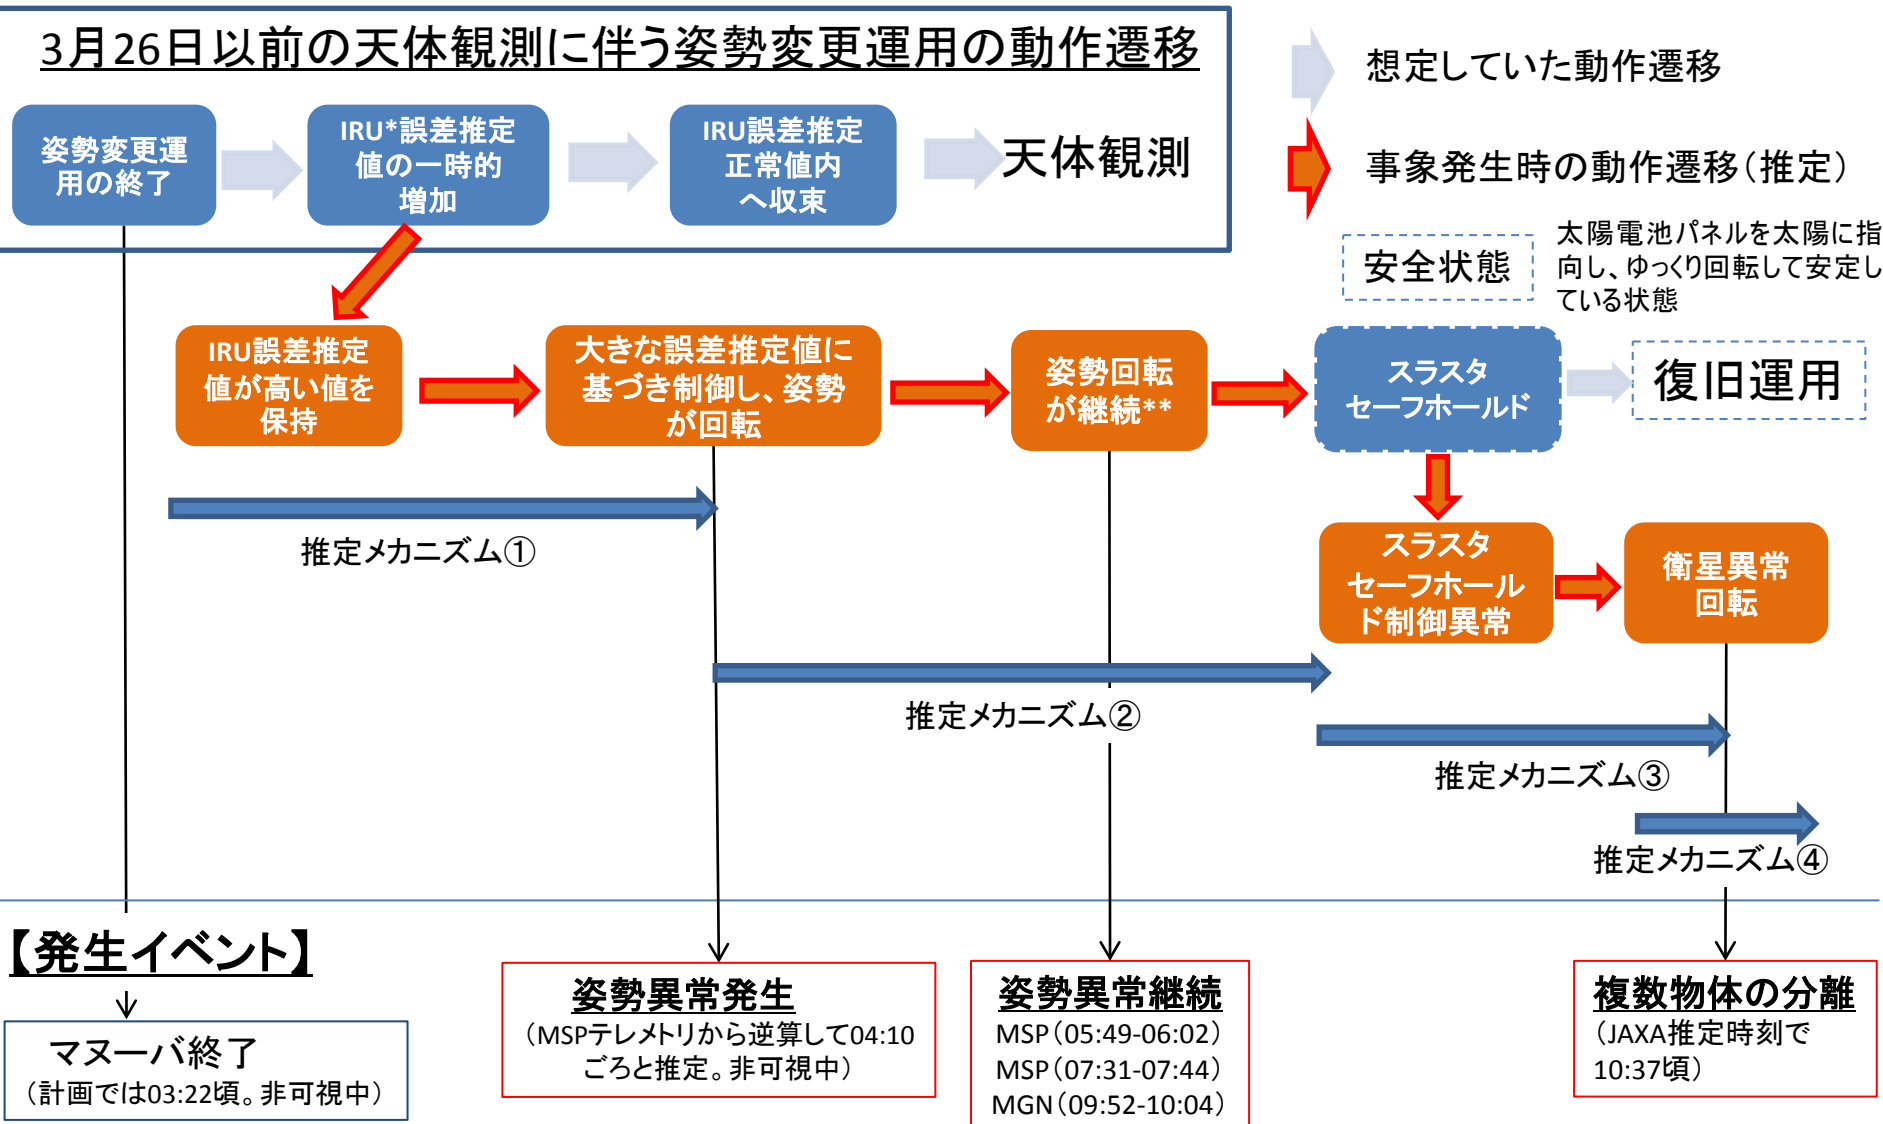 3月26日以前の天体観測に伴う姿勢変更運用の動作遷移
姿勢変更運
用の終了
IRU*誤差推定
値の一時的
増加
IRU誤差推定
正常値内
へ収束
天体観測
想定していた動作遷移
事象発生時の動作遷移(推定)
安全状態
太陽電池パネルを太陽に指
向し、ゆっくり回転して安定し
ている状態
IRU誤差推定
値が高い値を
保持
大きな誤差推定値に
基づき制御し、姿勢
が回転
姿勢回転
が継続**
スラスタ
セーフホールド
復旧運用
推定メカニズム①
スラスタ
セーフホール
ド制御異常
衛星異常
回転
推定メカニズム②
推定メカニズム③
推定メカニズム④
【発生イベント】
マヌーバ終了
(計画では03:22頃。非可視中)
姿勢異常発生
(MSPテレメトリから逆算して04:10
ごろと推定。非可視中)
姿勢異常継続
MSP(05:49-06:02)
MSP(07:31-07:44)
MGN(09:52-10:04)
複数物体の分離
(JAXA推定時刻で
10:37頃)